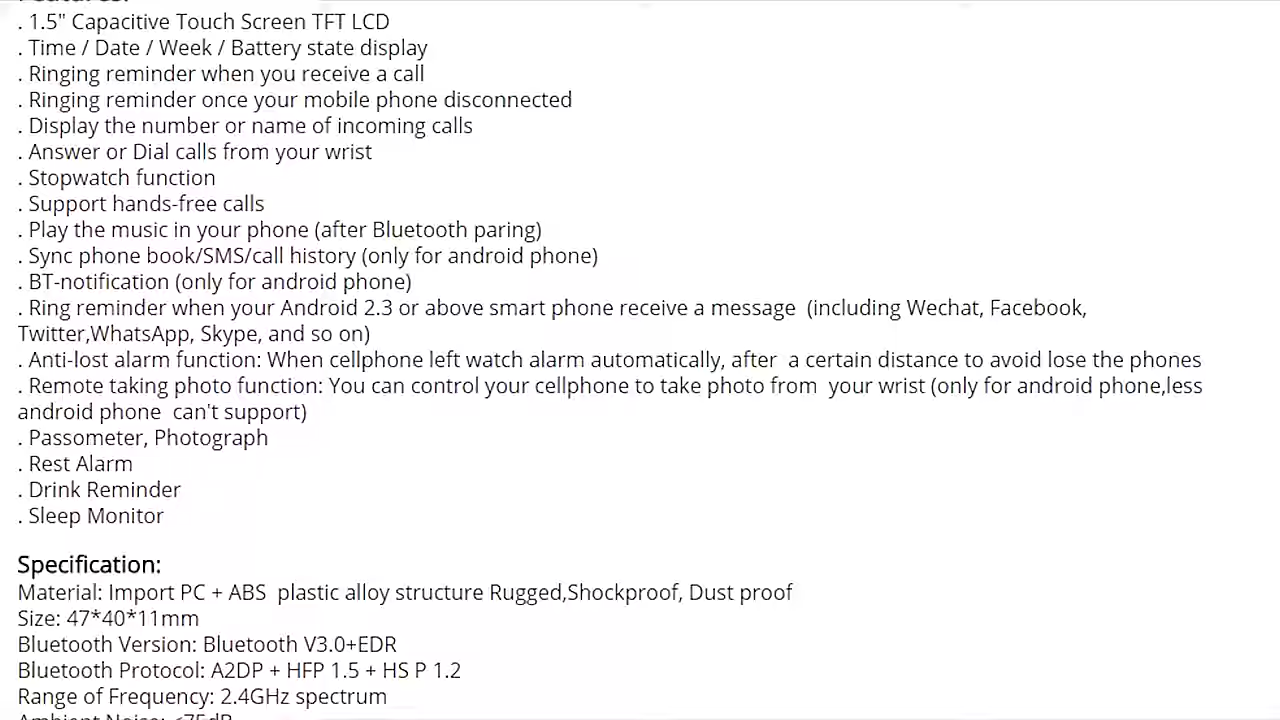 Features:
. 1.5" Capacitive Touch Screen TFT LCD
. Time / Date / Week / Battery state display
. Ringing reminder when you receive a call
. Ringing reminder once your mobile phone disconnected
. Display the number or name of incoming calls
. Answer or Dial calls from your wrist
. Stopwatch function
. Support hands-free calls
. Play the music in your phone (after Bluetooth paring)
. Sync phone book/SMS/call history (only for android phone)
. BT-notification (only for android phone)
. Ring reminder when your Android 2.3 or above smart phone receive a message  (including Wechat, Facebook,
Twitter,WhatsApp, Skype, and so on)
. Anti-lost alarm function: When cellphone left watch alarm automatically, after  a certain distance to avoid lose the phones
. Remote taking photo function: You can control your cellphone to take photo from  your wrist (only for android phone,less
android phone  can't support)
. Passometer, Photograph
. Rest Alarm
. Drink Reminder
. Sleep Monitor
Specification:
Material: Import PC + ABS  plastic alloy structure Rugged,Shockproof, Dust proof
Size: 47*40*11mm
Bluetooth Version: Bluetooth V3.0+EDR
Bluetooth Protocol: A2DP + HFP 1.5 + HS P 1.2
Range of Frequency: 2.4GHz spectrum
Ambient Noise: <75dB